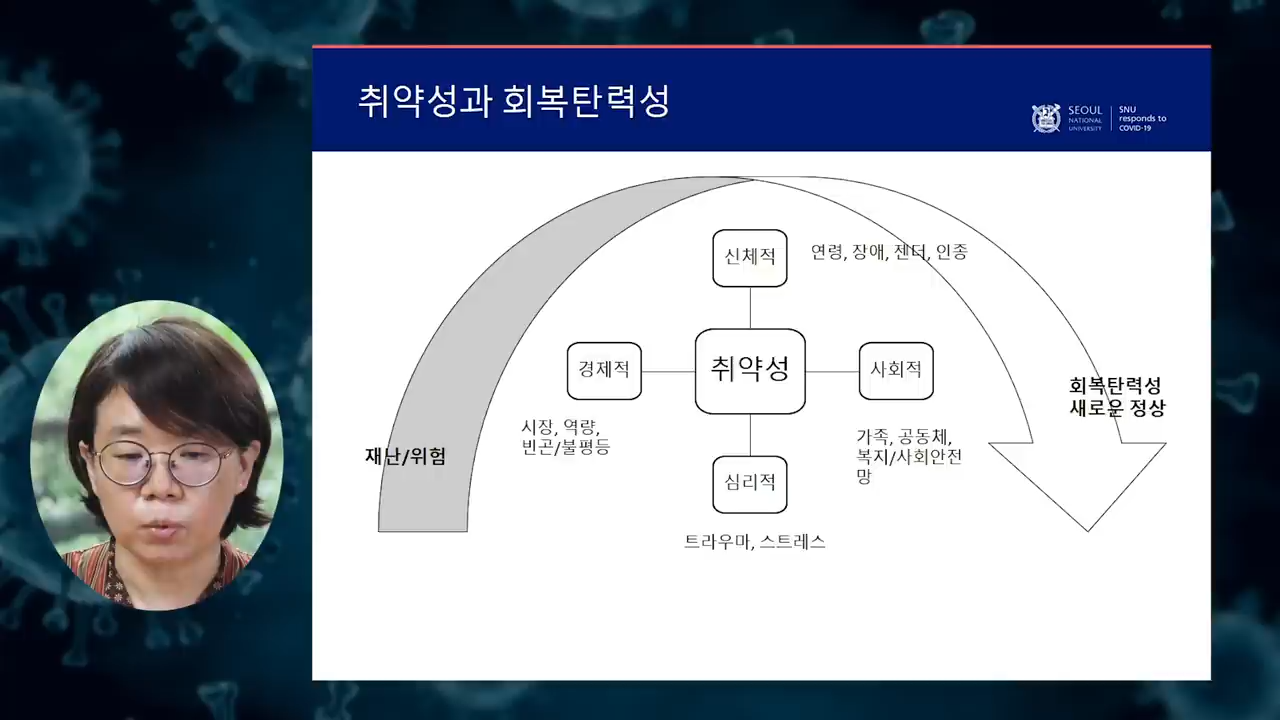 취약성과 회복탄력성
SEOUL
NATIONAL
UNIVERSITY
SNU
responds to
COVID-19
신체적
연령, 장애, 젠더, 인종
경제적
취약성
사회적
회복탄력성
새로운 정상
시장, 역량,
빈곤/불평등
가족, 공동체,
복지/사회안전
망
재난/위험
심리적
트라우마, 스트레스